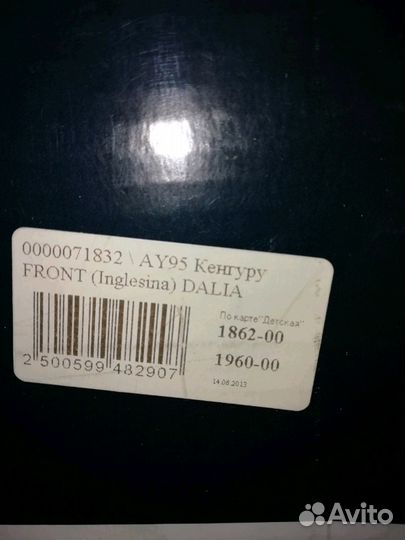 0000071832 \ AY95 Кенгуру
FRONT (Inglesina) DALIA
По карте "Детская"
1862-00
1960-00
14.06.2013
2 500599 482907
Avito